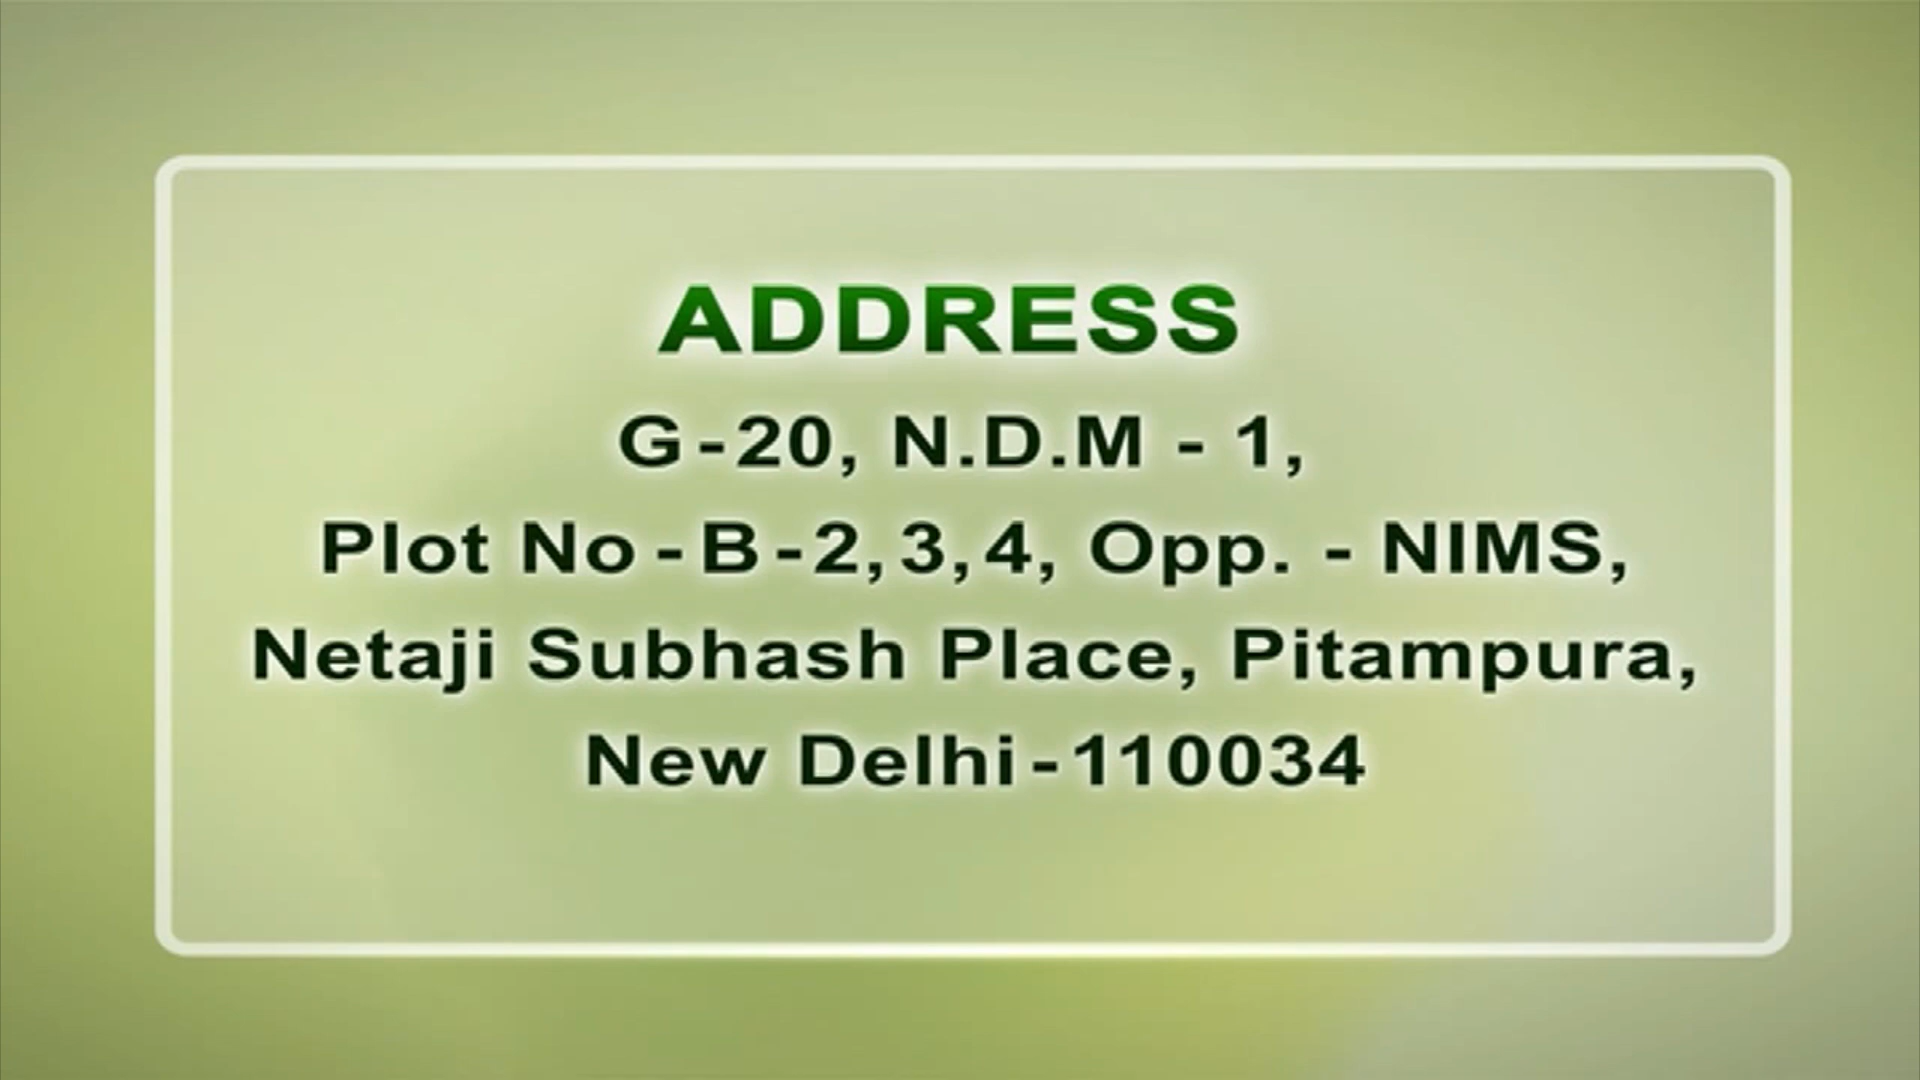 ADDRESS
G-20, N.D.M - 1,
Plot No-B-2,3,4, Opp. - NIMS,
Netaji Subhash Place, Pitampura,
New Delhi-110034